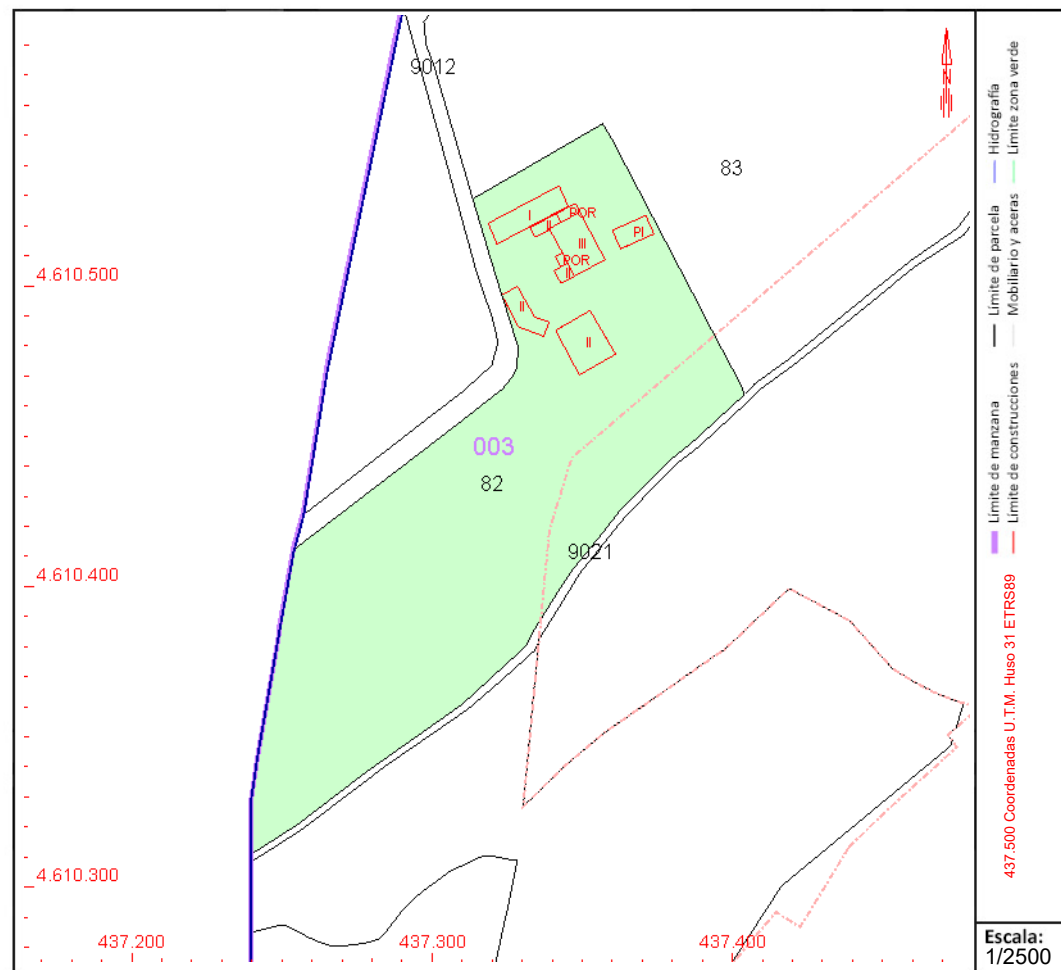 9012
83
N
I
POR
II
III
PI
POR
II
II
II
4.610.500
003
82
9021
4.610.400
4.610.300
437.200
437.300
437.400
Límite de manzana
Límite de construcciones
Límite de parcela
Mobiliario y aceras
Hidrografía
Límite zona verde
437.500 Coordenadas U.T.M. Huso 31 ETRS89
Escala:
1/2500